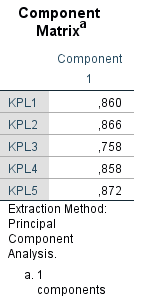 Component
Matrixa
Component
1
KPL1 ,860
KPL2 ,866
KPL3 ,758
KPL4 ,858
KPL5 ,872
Extraction Method:
Principal
Component
Analysis.
a. 1
components